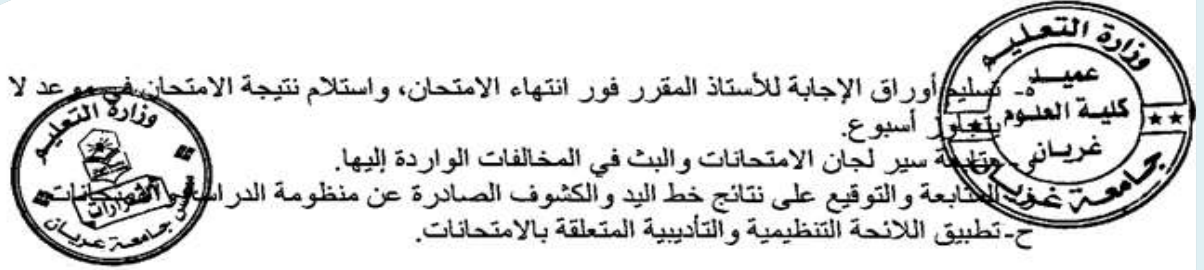 ه- تسليم أوراق الإجابة للأستاذ المقرر فور انتهاء الامتحان، واستلام نتيجة الامتحان في موعد لا
يتجاوز أسبوع.
و- متابعة سير لجان الامتحانات والبث في المخالفات الواردة إليها.
المتابعة والتوقيع على نتائج خط اليد والكشوف الصادرة عن منظومة الدراسة والامتحانات
ح- تطبيق اللائحة التنظيمية والتأديبية المتعلقة بالامتحانات.
وزارة التعليم
عميد
كلية العلوم
غريان
جامعة غريان
وزارة التعليم
القرارات
جامعة غريان